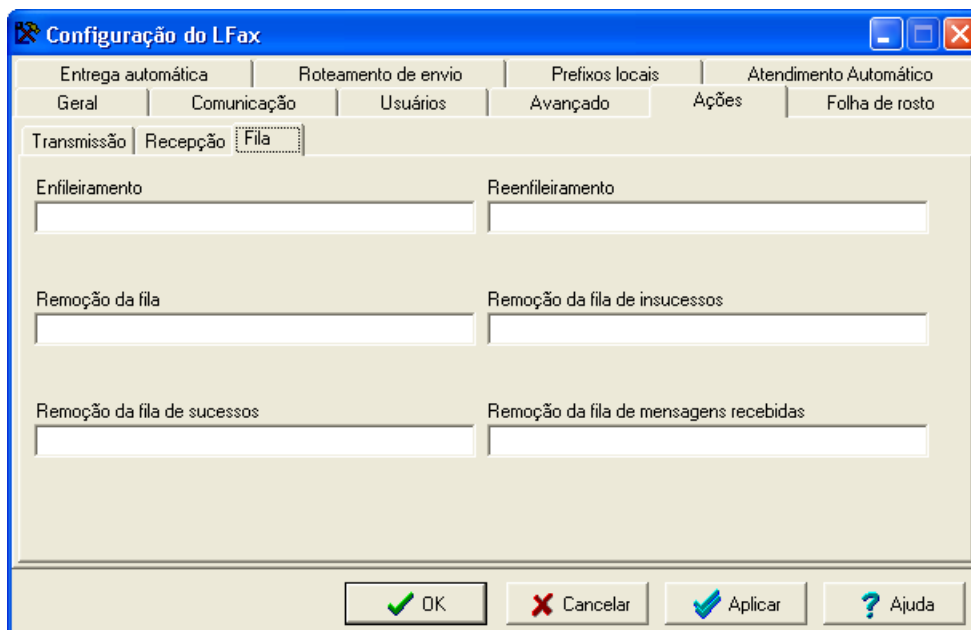 Configuração do LFax
Entrega automática Roteamento de envio Prefixos locais Atendimento Automático
Geral Comunicação Usuários Avançado Ações Folha de rosto
Transmissão Recepção Fila
Enfileiramento Reenfileiramento
Remoção da fila Remoção da fila de insucessos
Remoção da fila de sucessos Remoção da fila de mensagens recebidas
OK Cancelar Aplicar Ajuda